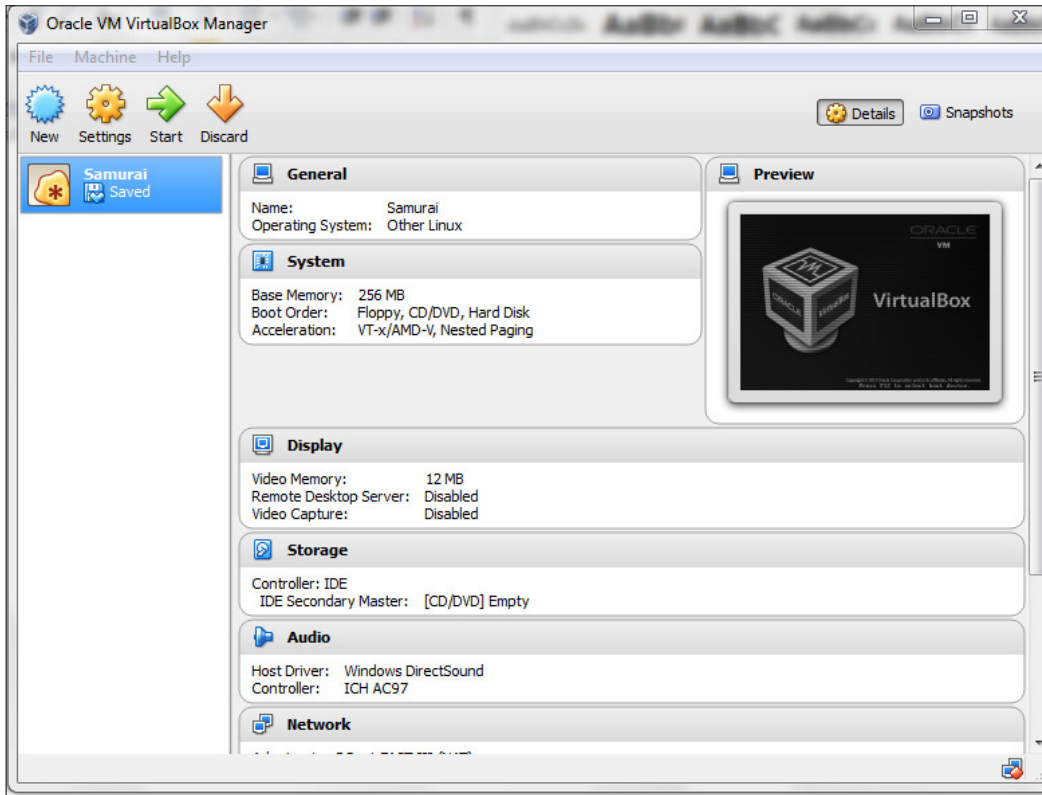 Oracle VM VirtualBox Manager
File Machine Help
New Settings Start Discard
Details Snapshots
Samurai
Saved
General
Name: Samurai
Operating System: Other Linux
System
Base Memory: 256 MB
Boot Order: Floppy, CD/DVD, Hard Disk
Acceleration: VT-x/AMD-V, Nested Paging
Preview
ORACLE
VM
VirtualBox
Display
Video Memory: 12 MB
Remote Desktop Server: Disabled
Video Capture: Disabled
Storage
Controller: IDE
IDE Secondary Master: [CD/DVD] Empty
Audio
Host Driver: Windows DirectSound
Controller: ICH AC97
Network